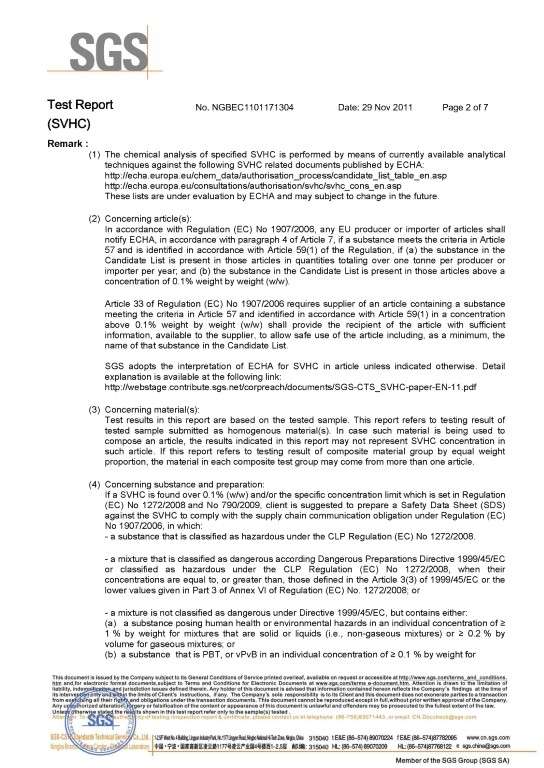 SGS
Test Report
No. NGBEC1101171304
Date: 29 Nov 2011
Page 2 of 7
(SVHC)
Remark :
(1) The chemical analysis of specified SVHC is performed by means of currently available analytical
techniques against the following SVHC related documents published by ECHA:
http://echa.europa.eu/chem_data/authorisation_process/candidate_list_table_en.asp
http://echa.europa.eu/consultations/authorisation/svhc/svhc_cons_en.asp
These lists are under evaluation by ECHA and may subject to change in the future.
(2) Concerning article(s):
In accordance with Regulation (EC) No 1907/2006, any EU producer or importer of articles shall
notify ECHA, in accordance with paragraph 4 of Article 7, if a substance meets the criteria in Article
57 and is identified in accordance with Article 59(1) of the Regulation, if (a) the substance in the
Candidate List is present in those articles in quantities totaling over one tonne per producer or
importer per year; and (b) the substance in the Candidate List is present in those articles above a
concentration of 0.1% weight by weight (w/w).
Article 33 of Regulation (EC) No 1907/2006 requires supplier of an article containing a substance
meeting the criteria in Article 57 and identified in accordance with Article 59(1) in a concentration
above 0.1% weight by weight (w/w) shall provide the recipient of the article with sufficient
information, available to the supplier, to allow safe use of the article including, as a minimum, the
name of that substance in the Candidate List.
SGS adopts the interpretation of ECHA for SVHC in article unless indicated otherwise. Detail
explanation is available at the following link:
http://webstage.contribute.sgs.net/corpreach/documents/SGS-CTS_SVHC-paper-EN-11.pdf
(3) Concerning material(s):
Test results in this report are based on the tested sample. This report refers to testing result of
tested sample submitted as homogenous material(s). In case such material is being used to
compose an article, the results indicated in this report may not represent SVHC concentration in
such article. If this report refers to testing result of composite material group by equal weight
proportion, the material in each composite test group may come from more than one article.
(4) Concerning substance and preparation:
If a SVHC is found over 0.1% (w/w) and/or the specific concentration limit which is set in Regulation
(EC) No 1272/2008 and No 790/2009, client is suggested to prepare a Safety Data Sheet (SDS)
against the SVHC to comply with the supply chain communication obligation under Regulation (EC)
No 1907/2006, in which:
- a substance that is classified as hazardous under the CLP Regulation (EC) No 1272/2008.
- a mixture that is classified as dangerous according Dangerous Preparations Directive 1999/45/EC
or classified as hazardous under the CLP Regulation (EC) No 1272/2008, when their
concentrations are equal to, or greater than, those defined in the Article 3(3) of 1999/45/EC or the
lower values given in Part 3 of Annex VI of Regulation (EC) No. 1272/2008; or
- a mixture is not classified as dangerous under Directive 1999/45/EC, but contains either:
(a) a substance posing human health or environmental hazards in an individual concentration of ≥
1 % by weight for mixtures that are solid or liquids (i.e., non-gaseous mixtures) or ≥ 0.2 % by
volume for gaseous mixtures; or
(b) a substance that is PBT, or vPvB in an individual concentration of ≥ 0.1 % by weight for
This document is issued by the Company subject to its General Conditions of Service printed overleaf, available on request or accessible at http://www.sgs.com/terms_and_conditions.
htm and,for electronic format documents,subject to Terms and Conditions for Electronic Documents at www.sgs.com/terms_e-document.htm. Attention is drawn to the limitation of
liability, indemnification and jurisdiction issues defined therein. Any holder of this document is advised that information contained hereon reflects the Company's findings at the time of
its intervention only and within the limits of Client's instructions, if any. The Company's sole responsibility is to its Client and this document does not exonerate parties to a transaction
from exercising all their rights and obligations under the transaction documents. This document cannot be reproduced except in full,without prior written approval of the Company.
Any unauthorized alteration, forgery or falsification of the content or appearance of this document is unlawful and offenders may be prosecuted to the fullest extent of the law.
Unless otherwise stated the results shown in this test report refer only to the sample(s) tested .
SGS
315040 t E&E (86-574)89070224 f E&E (86-574)87782095 www.cn.sgs.com
315040 HL: (86-574) 89070209 HL: (86-574)87768122 e sgs.china@sgs.com
Member of the SGS Group (SGS SA)